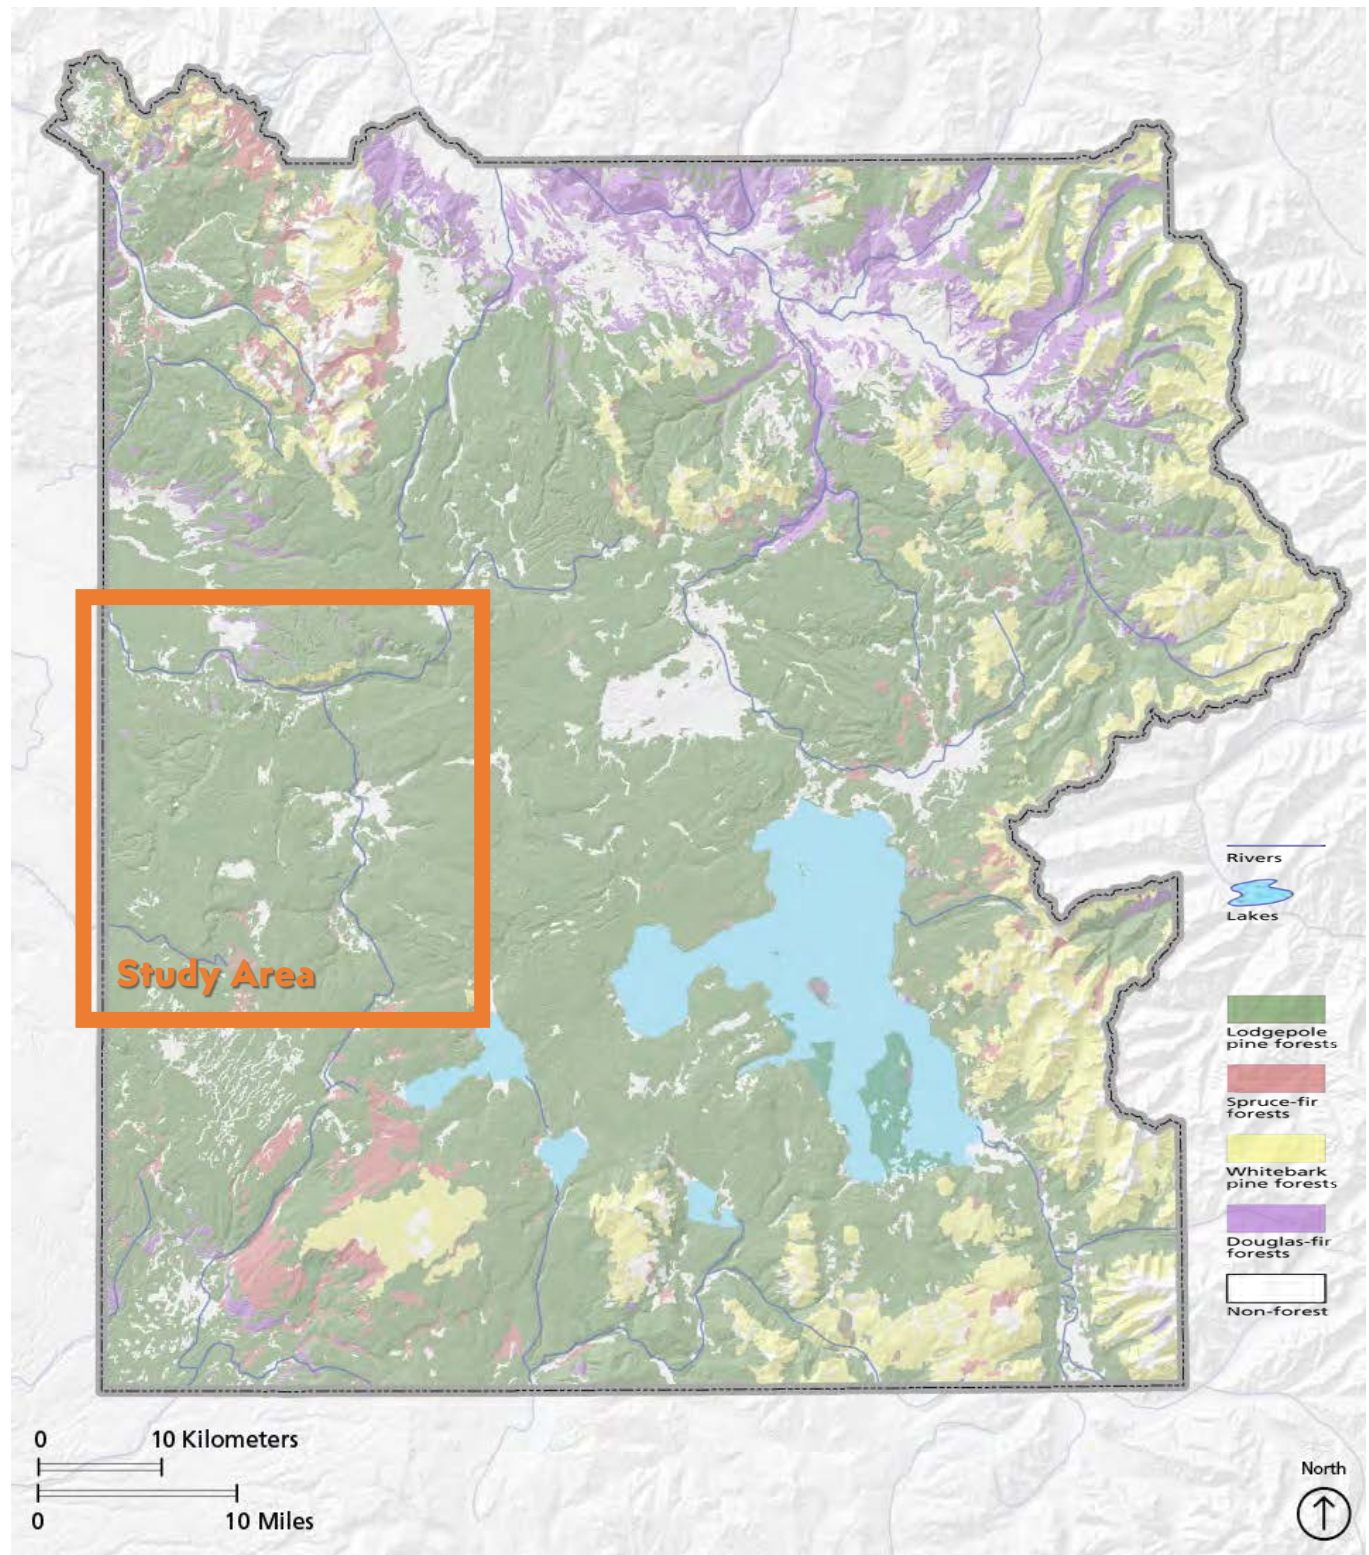 Study Area
Rivers
Lakes
Lodgepole
pine forests
Spruce-fir
forests
Whitebark
pine forests
Douglas-fir
forests
Non-forest
0 10 Kilometers
0 10 Miles
North